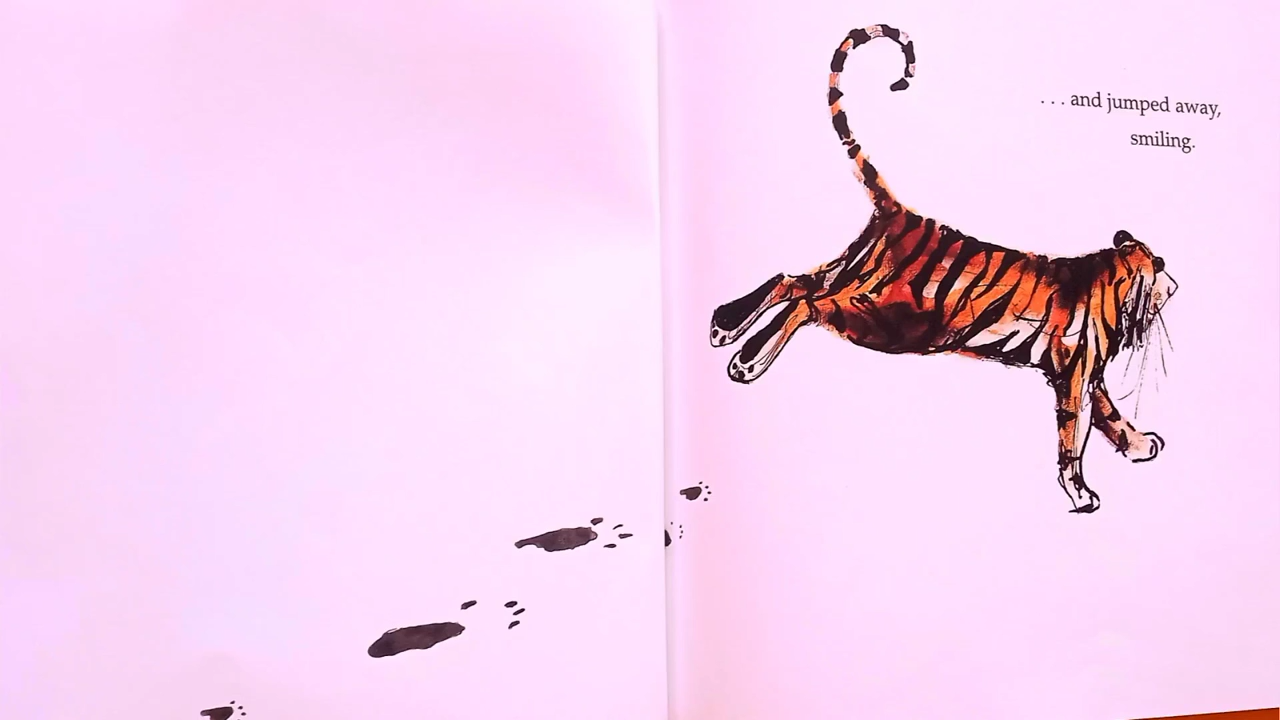 . . . and jumped away,
smiling.